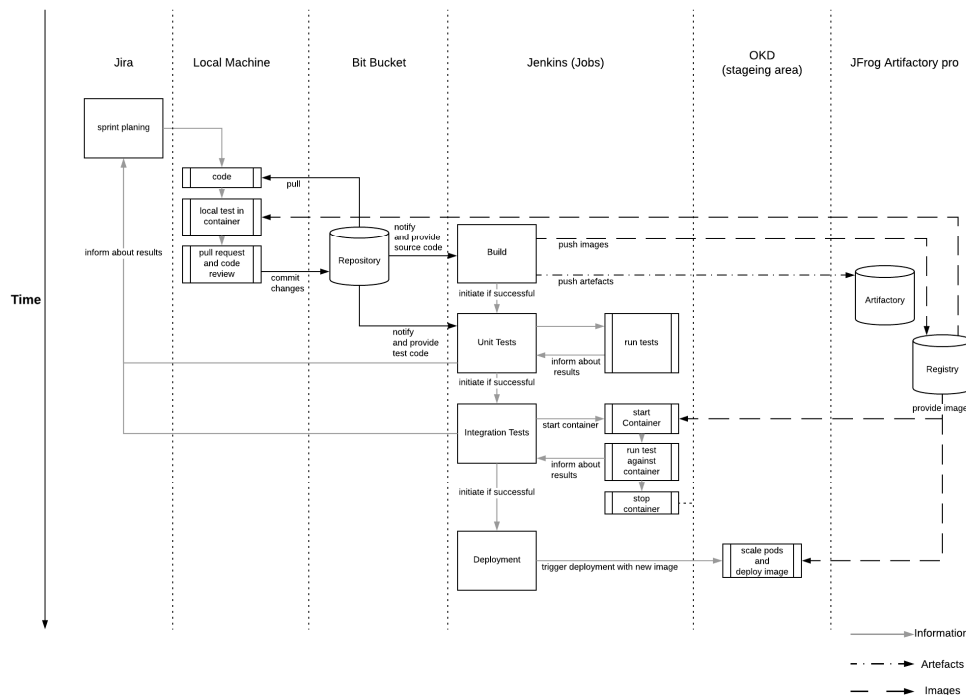 Jira
Local Machine
Bit Bucket
Jenkins (Jobs)
OKD
(stageing area)
JFrog Artifactory pro
sprint planing
code
pull
local test in
container
notify
and provide
source code
Build
push images
inform about results
pull request
and code
review
Repository
commit
changes
push artefacts
Artifactory
Time
initiate if successful
notify
and provide
test code
Unit Tests
run tests
inform about
results
Registry
initiate if successful
provide image
Integration Tests
start container
start
Container
run test
against
container
inform about
results
initiate if successful
stop
container
Deployment
trigger deployment with new image
scale pods
and
deploy image
Information
Artefacts
Images